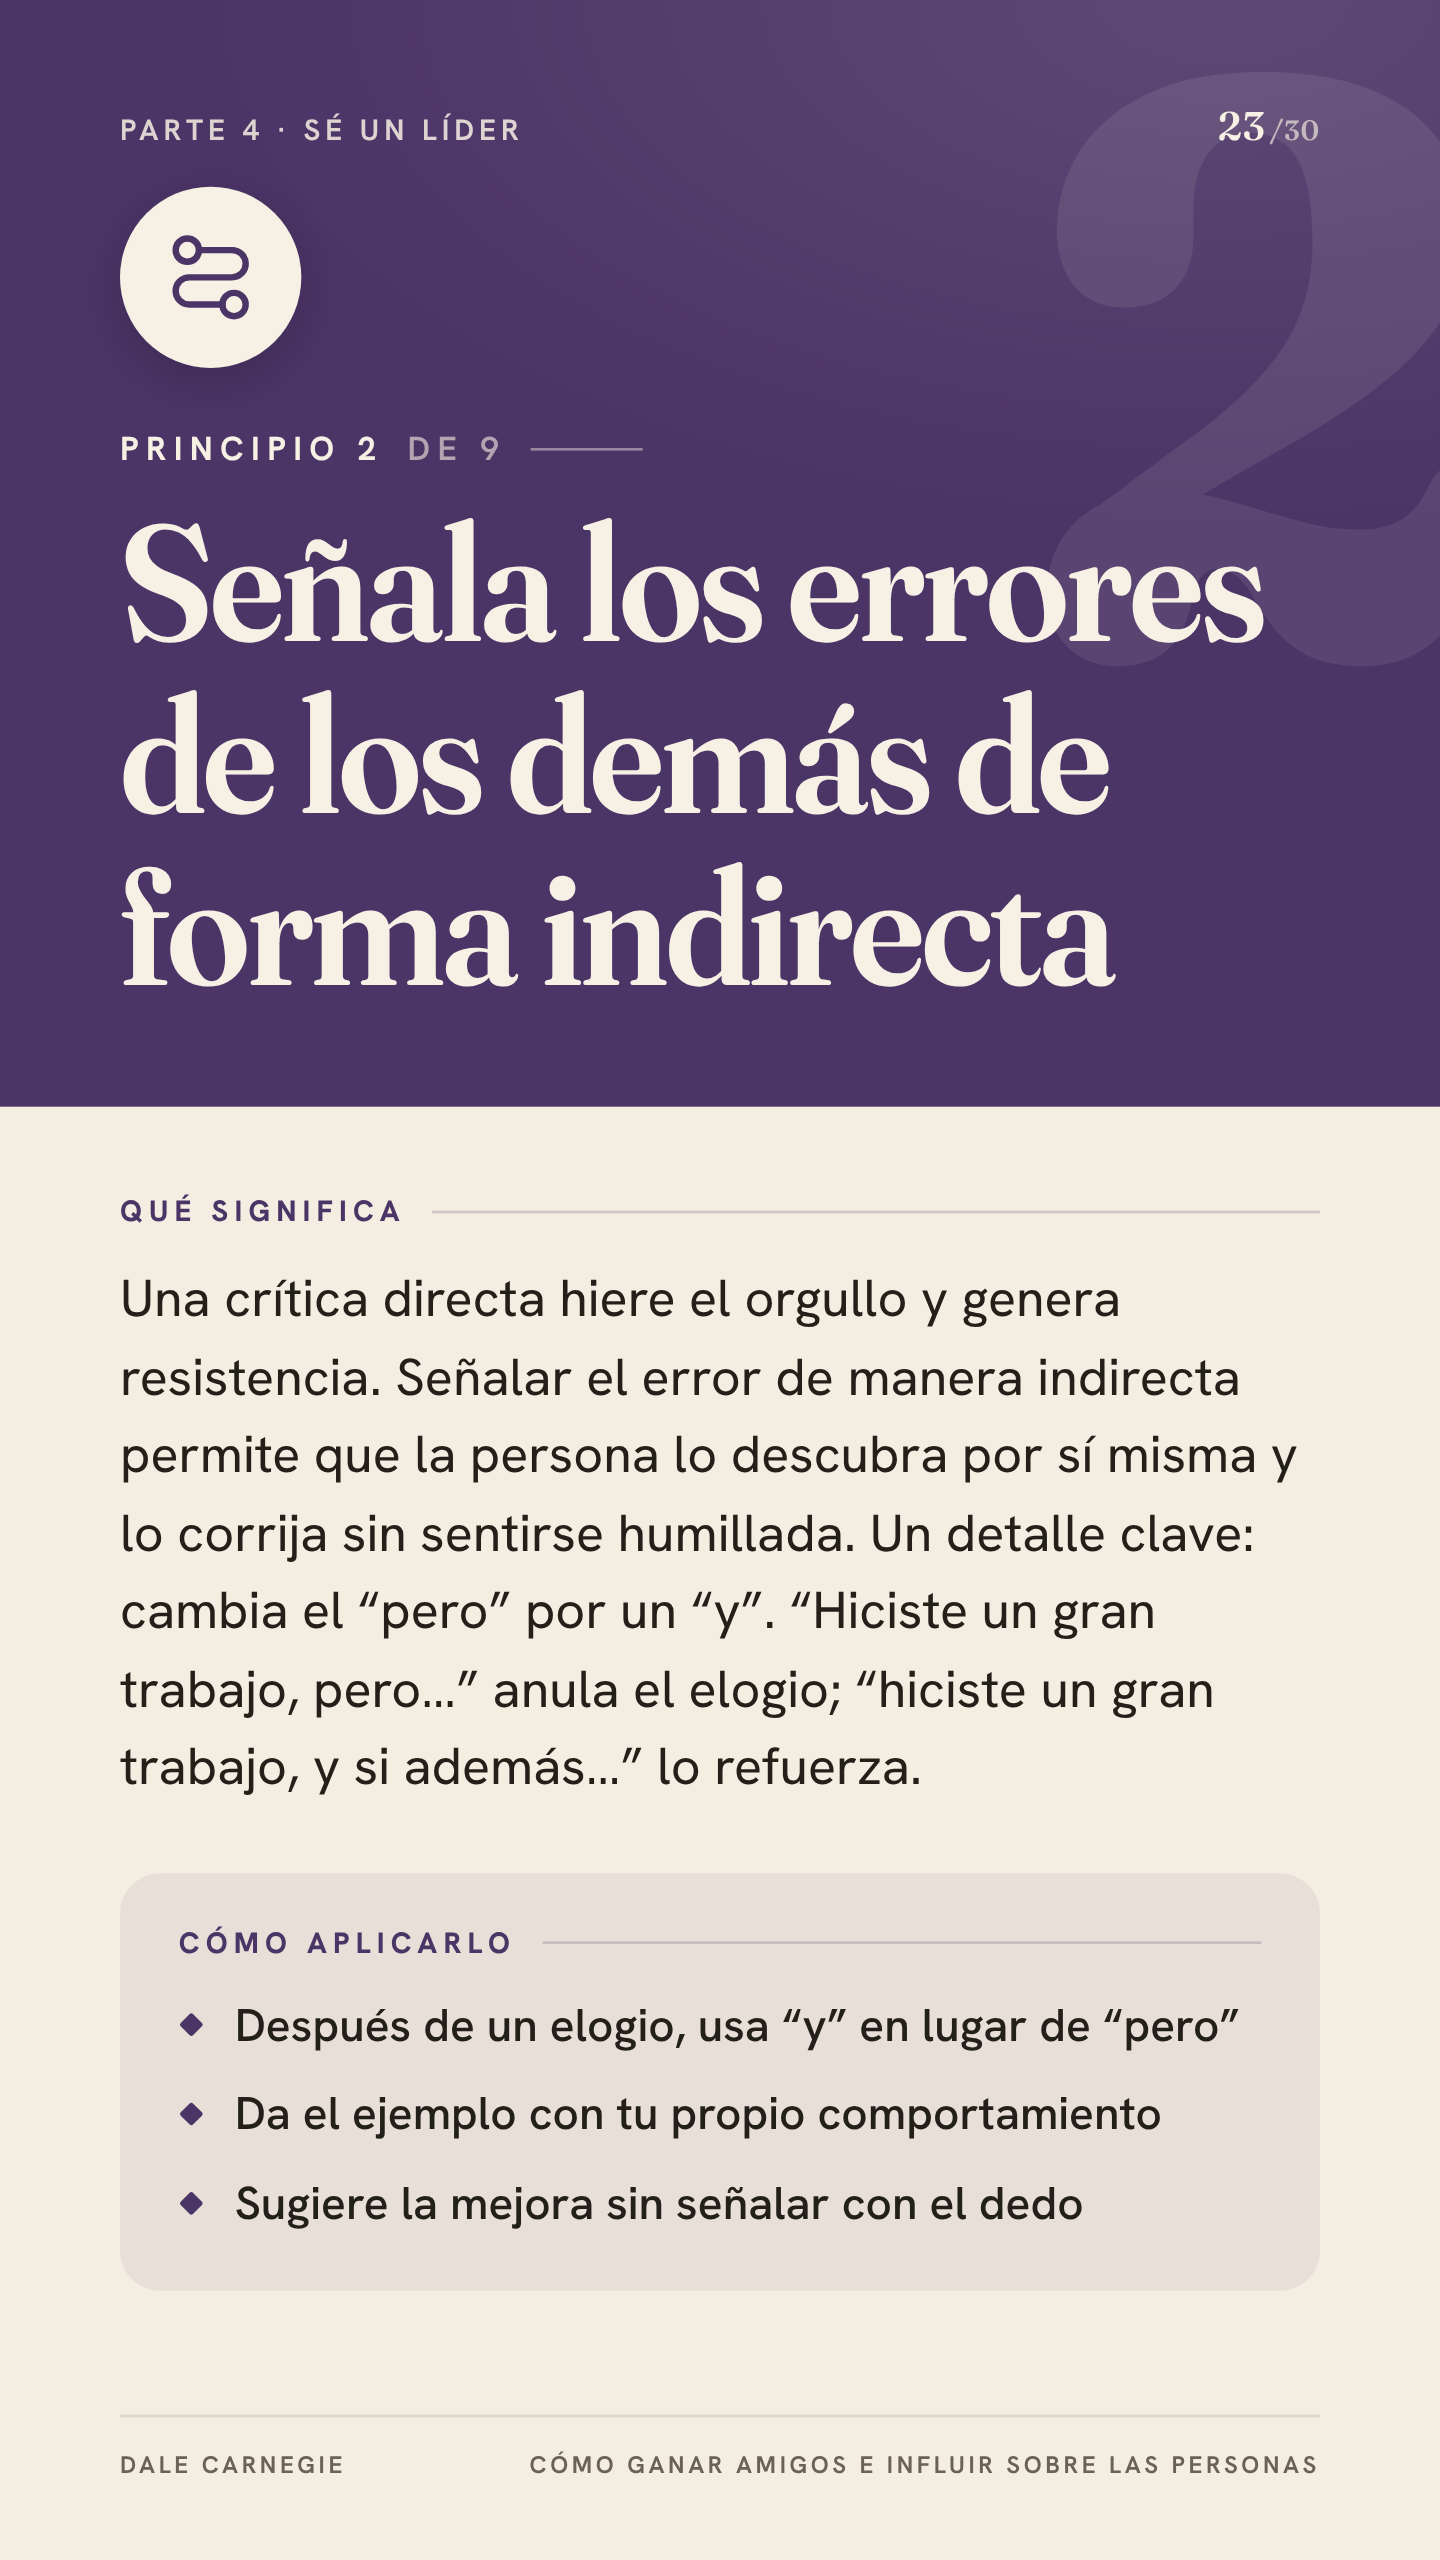 PARTE 4 · SÉ UN LÍDER
23/30
2
PRINCIPIO 2 DE 9
Señala los errores
de los demás de
forma indirecta
QUÉ SIGNIFICA
Una crítica directa hiere el orgullo y genera
resistencia. Señalar el error de manera indirecta
permite que la persona lo descubra por sí misma y
lo corrija sin sentirse humillada. Un detalle clave:
cambia el “pero” por un “y”. “Hiciste un gran
trabajo, pero…” anula el elogio; “hiciste un gran
trabajo, y si además…” lo refuerza.
CÓMO APLICARLO
Después de un elogio, usa “y” en lugar de “pero”
Da el ejemplo con tu propio comportamiento
Sugiere la mejora sin señalar con el dedo
DALE CARNEGIE
CÓMO GANAR AMIGOS E INFLUIR SOBRE LAS PERSONAS